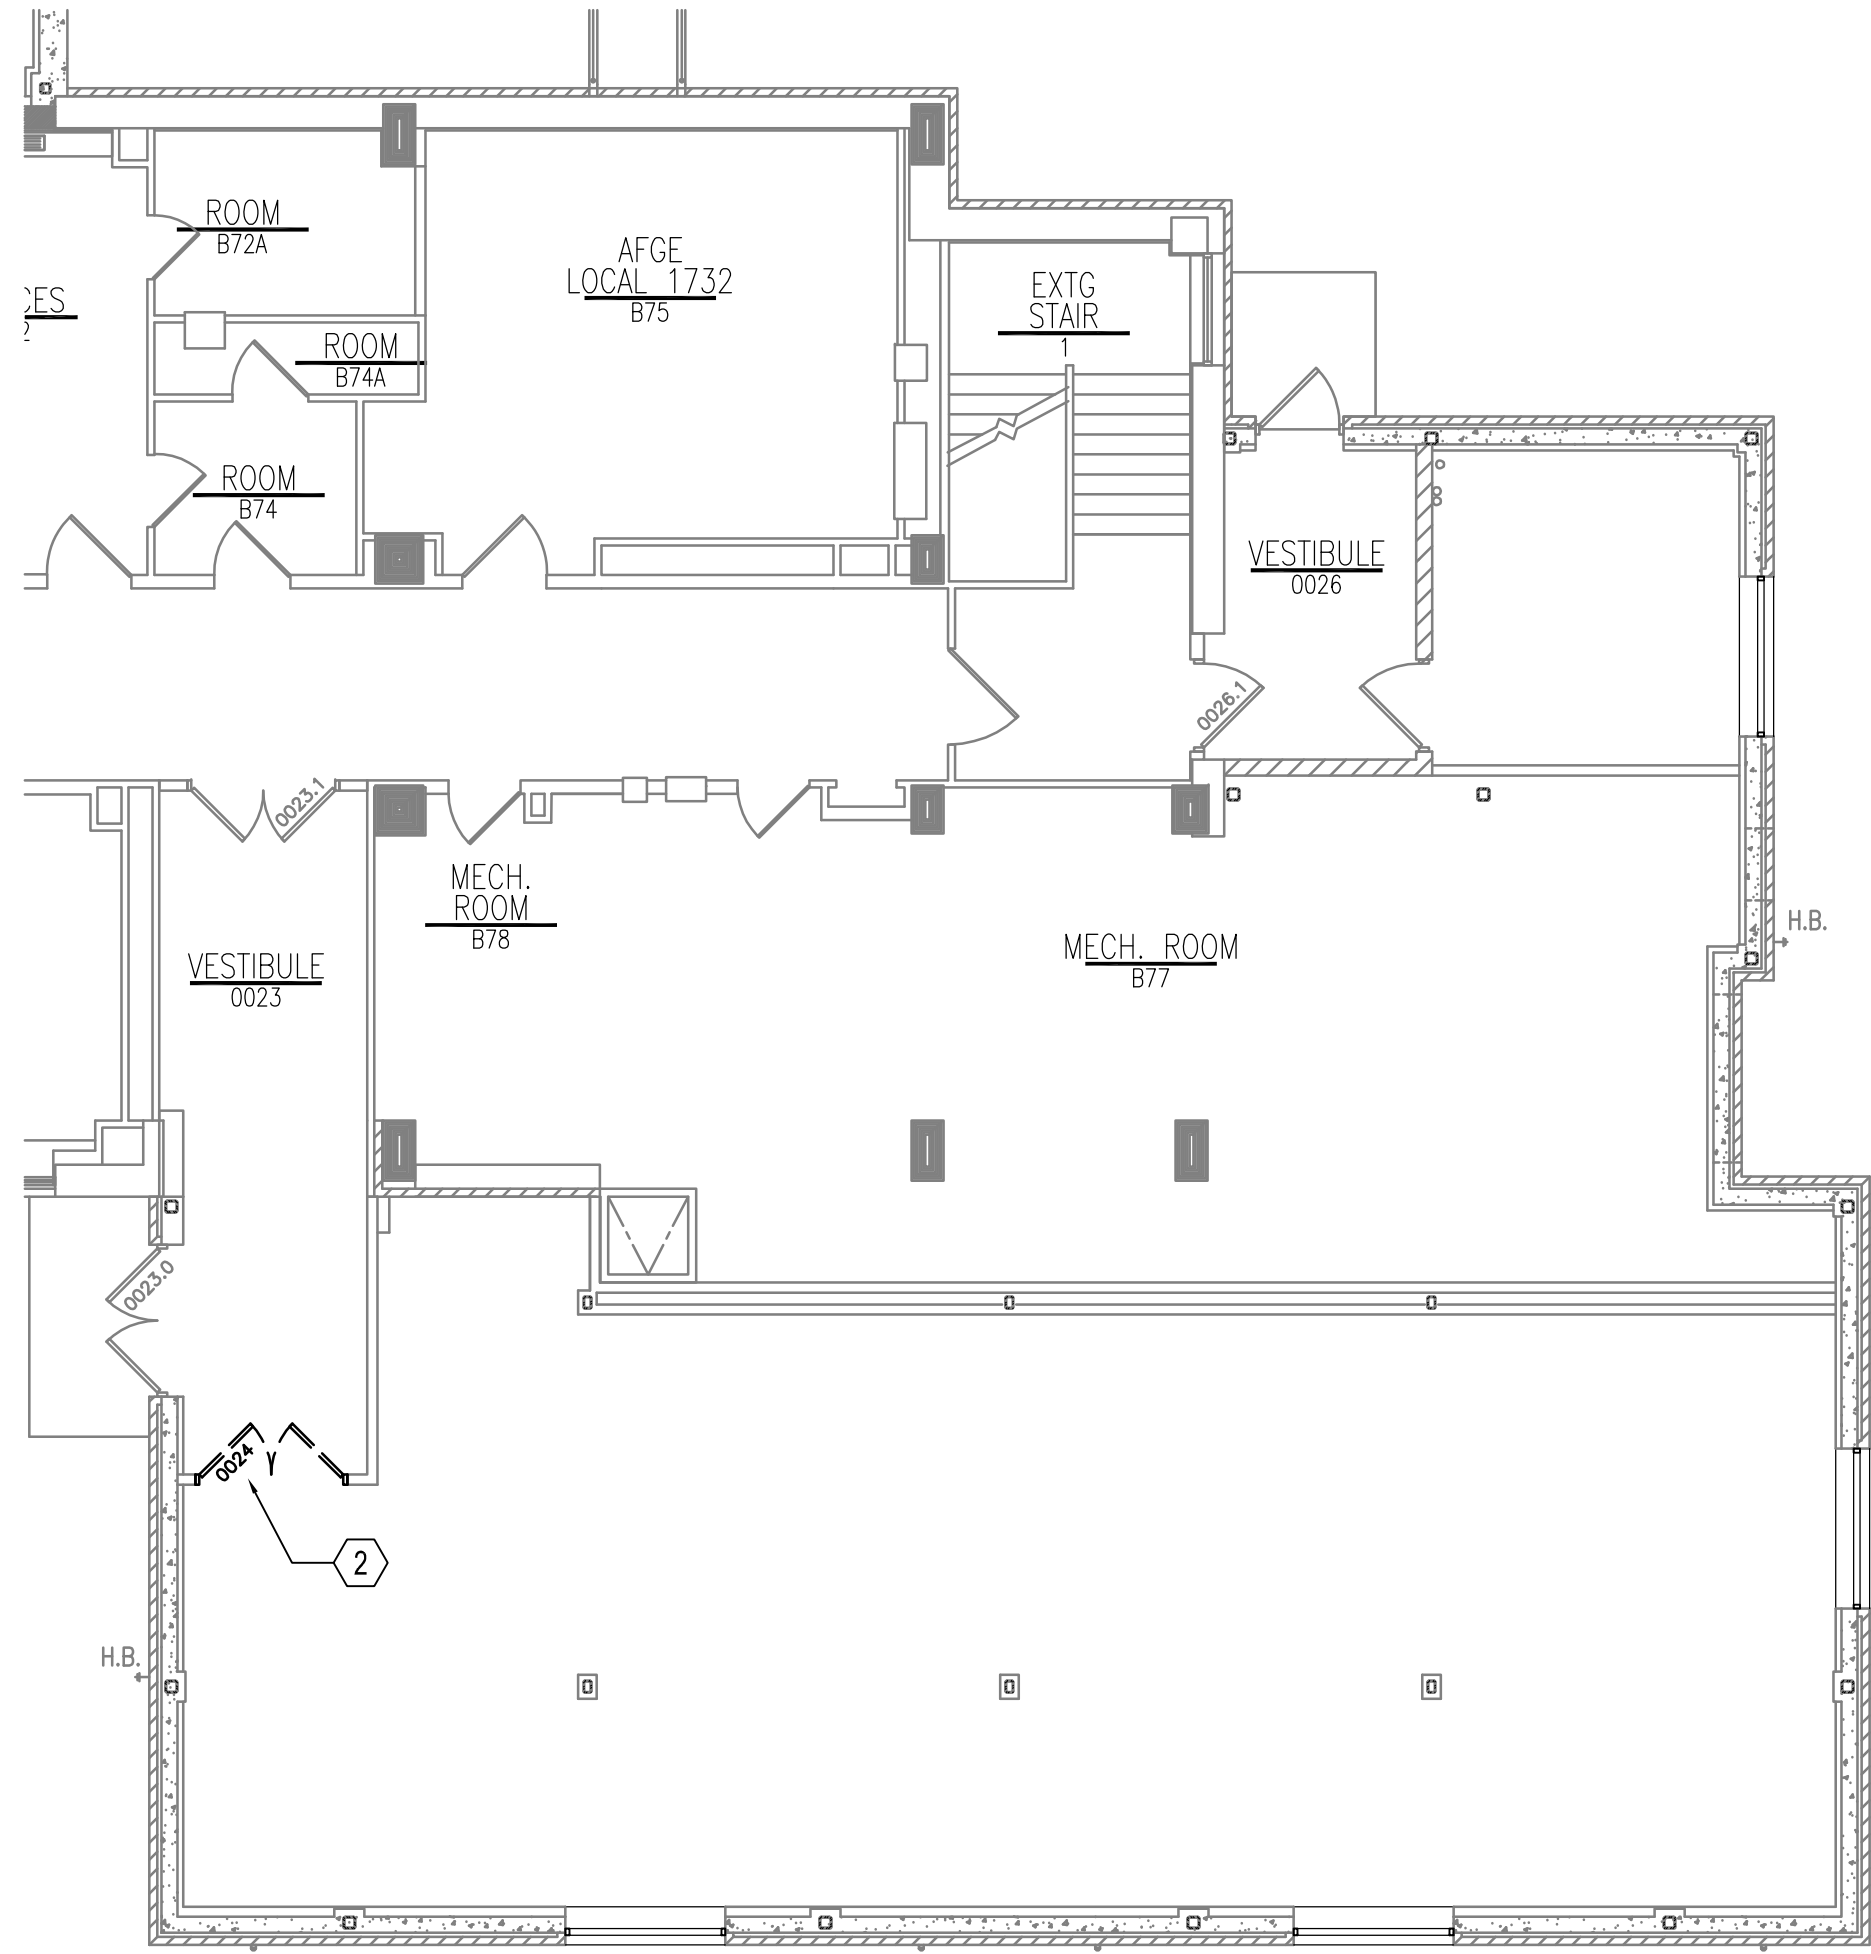 ROOM
B72A
AFGE
LOCAL 1732
B75
EXTG
STAIR
1
CES
2
ROOM
B74A
ROOM
B74
VESTIBULE
0026
0026.1
0023.1
MECH.
ROOM
B78
H.B.
MECH. ROOM
B77
VESTIBULE
0023
0023.0
0024
2
H.B.